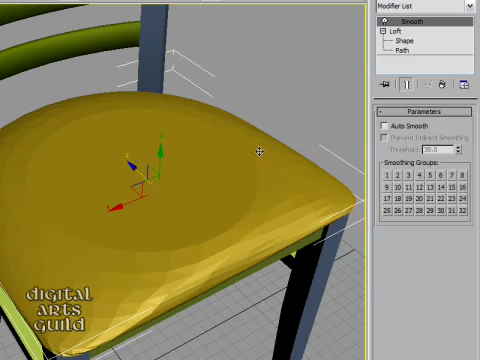 Modifier List
Smooth
Loft
Shape
Path
Parameters
Auto Smooth
Prevent Indirect Smoothing
Threshold: 30.0
Smoothing Groups:
1 2 3 4 5 6 7 8
9 10 11 12 13 14 15 16
17 18 19 20 21 22 23 24
25 26 27 28 29 30 31 32
digital
arts
guild